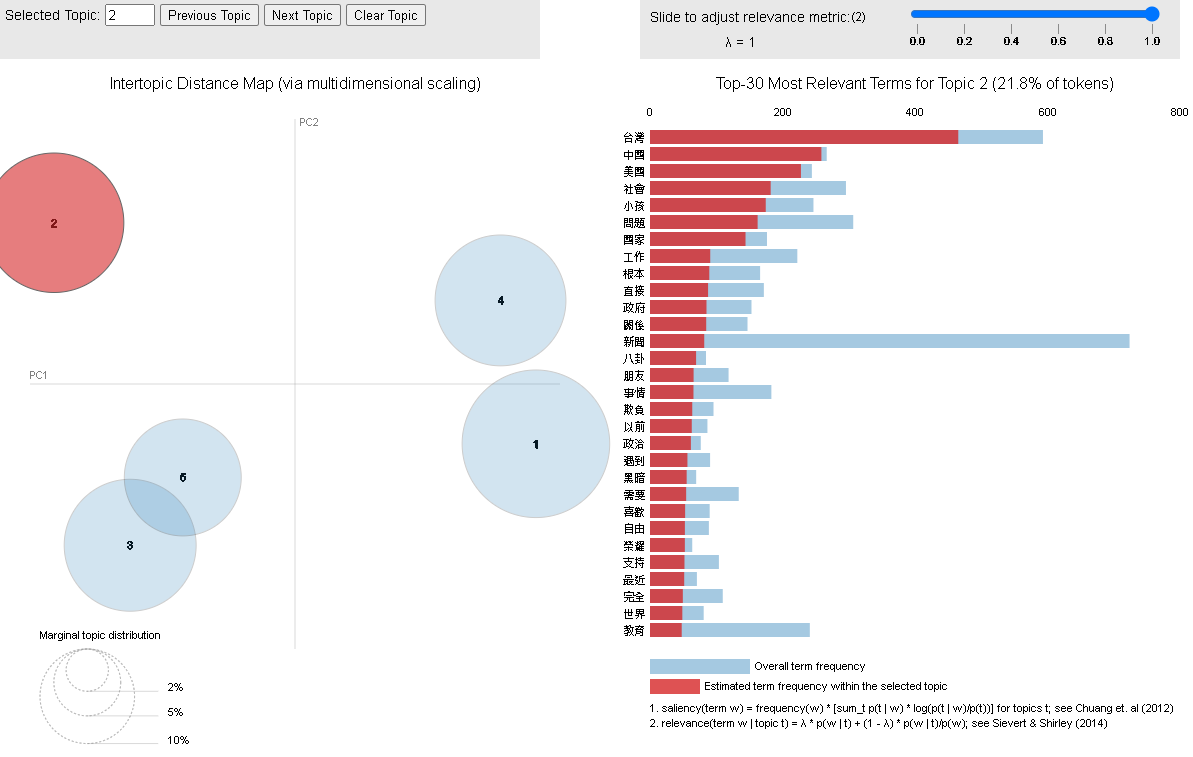 Selected Topic: 2 Previous Topic Next Topic Clear Topic
Slide to adjust relevance metric:(2)
λ = 1
0.0 0.2 0.4 0.6 0.8 1.0
Intertopic Distance Map (via multidimensional scaling)
PC2
PC1
2
4
1
5
3
Marginal topic distribution
2%
5%
10%
Top-30 Most Relevant Terms for Topic 2 (21.8% of tokens)
0 200 400 600 800
台灣
中國
美國
社會
小孩
問題
國家
工作
根本
直接
政府
關係
新聞
八卦
朋友
事情
欺負
以前
政治
遇到
黑暗
需要
喜歡
自由
榮耀
支持
最近
完全
世界
教育
Overall term frequency
Estimated term frequency within the selected topic
1. saliency(term w) = frequency(w) * [sum_t p(t | w) * log(p(t | w)/p(t))] for topics t; see Chuang et. al (2012)
2. relevance(term w | topic t) = λ * p(w | t) + (1 - λ) * p(w | t)/p(w); see Sievert & Shirley (2014)